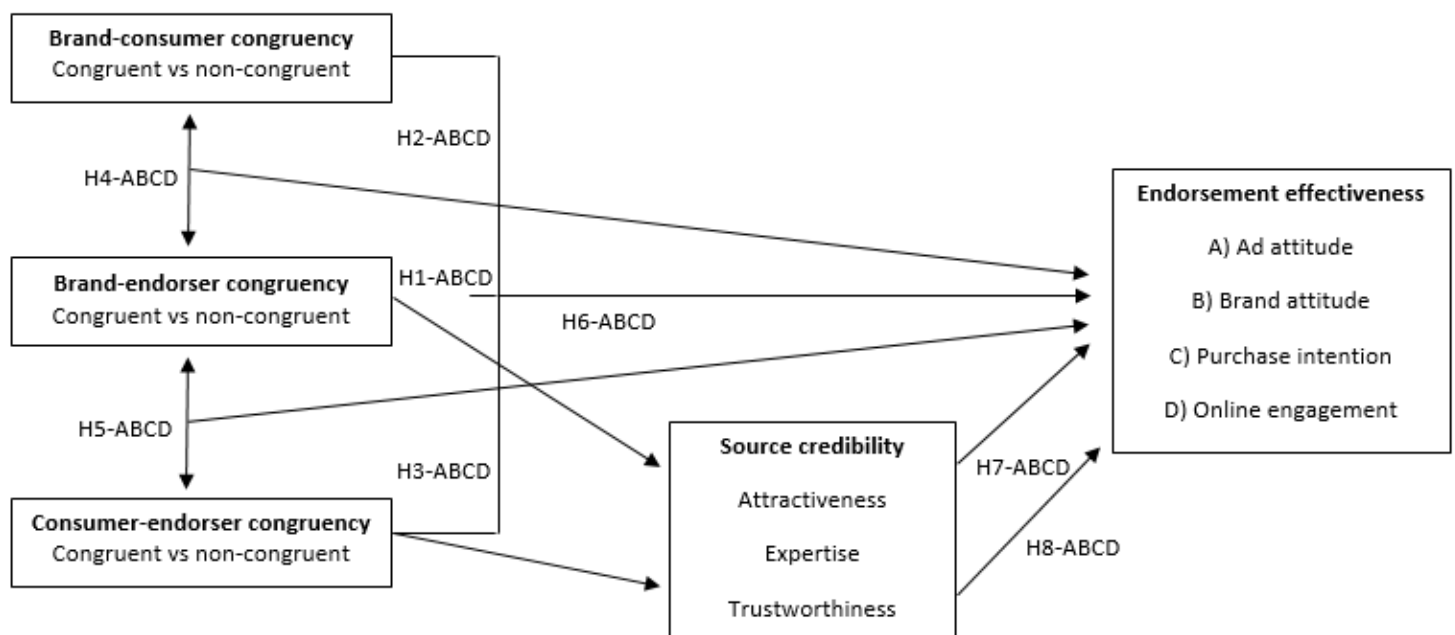 Brand-consumer congruency
Congruent vs non-congruent
H2-ABCD
H4-ABCD
Brand-endorser congruency
Congruent vs non-congruent
H1-ABCD
H6-ABCD
H5-ABCD
H3-ABCD
Consumer-endorser congruency
Congruent vs non-congruent
Source credibility
Attractiveness
Expertise
Trustworthiness
H7-ABCD
H8-ABCD
Endorsement effectiveness
A) Ad attitude
B) Brand attitude
C) Purchase intention
D) Online engagement